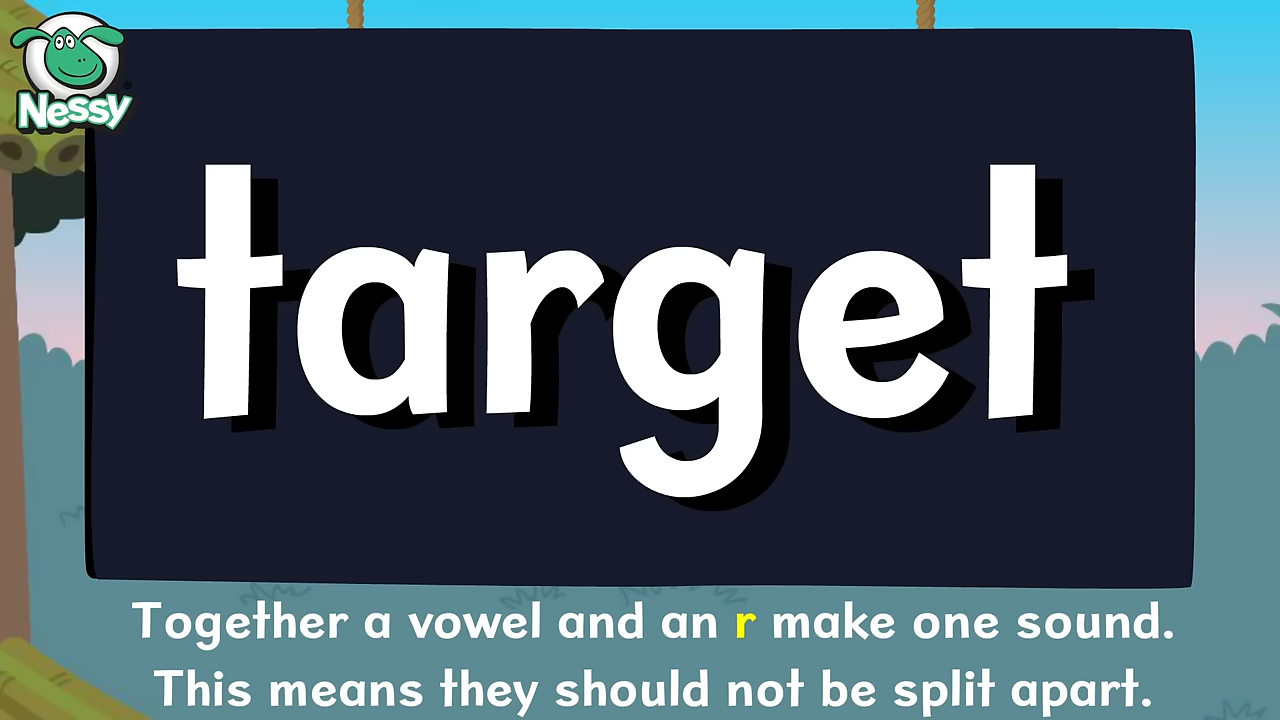 Nessy
target
Together a vowel and an r make one sound.
This means they should not be split apart.